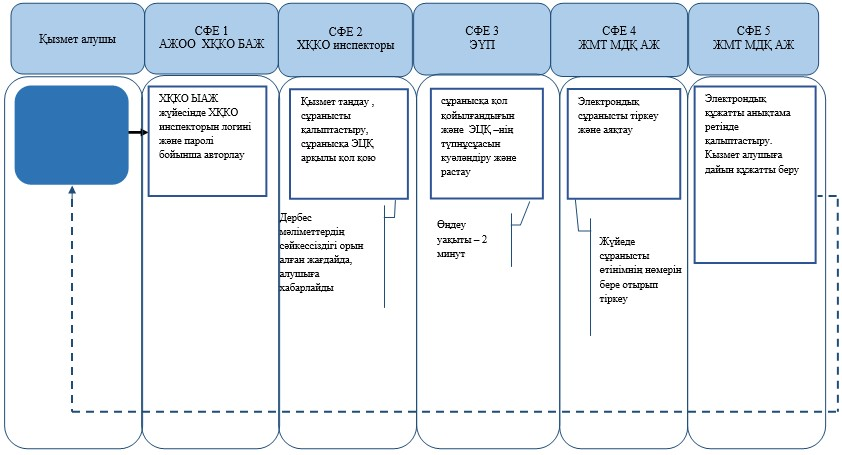 Қызмет алушы
СФЕ 1
АЖОО ХҚКО БАЖ
СФЕ 2
ХҚКО инспекторы
СФЕ 3
ЭҮП
СФЕ 4
ЖМТ МДҚ АЖ
СФЕ 5
ЖМТ МДҚ АЖ
ХҚКО ЫАЖ
жүйесінде ХҚКО
инспекторын логині
және паролі
бойынша авторлау
Қызмет таңдау ,
сұранысты
қалыптастыру,
сұранысқа ЭЦҚ
арқылы қол қою
сұранысқа қол
қойылғандығын
және ЭЦҚ –нің
түпнұсұасын
куәләндіру және
растау
Электрондық
сұранысты тіркеу
және аяқтау
Электрондық
құжатты анықтама
ретінде
қалыптастыру.
Кызмет алушыға
дайын құжатты беру
Дербес
мәліметтердің
сәйкессіздігі орын
алған жағдайда,
алушыға
хабарлайды
Өңдеу
уақыты – 2
минут
Жүйеде
сұранысты
өтінімнің нөмерін
бере отырып
тіркеу